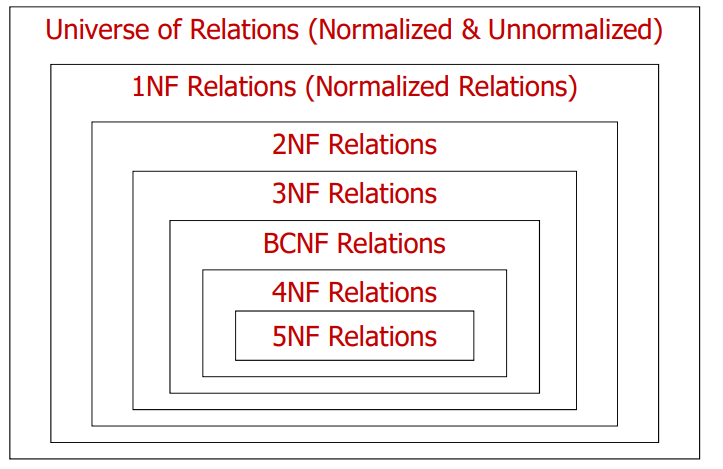 Universe of Relations (Normalized & Unnormalized)
1NF Relations (Normalized Relations)
2NF Relations
3NF Relations
BCNF Relations
4NF Relations
5NF Relations